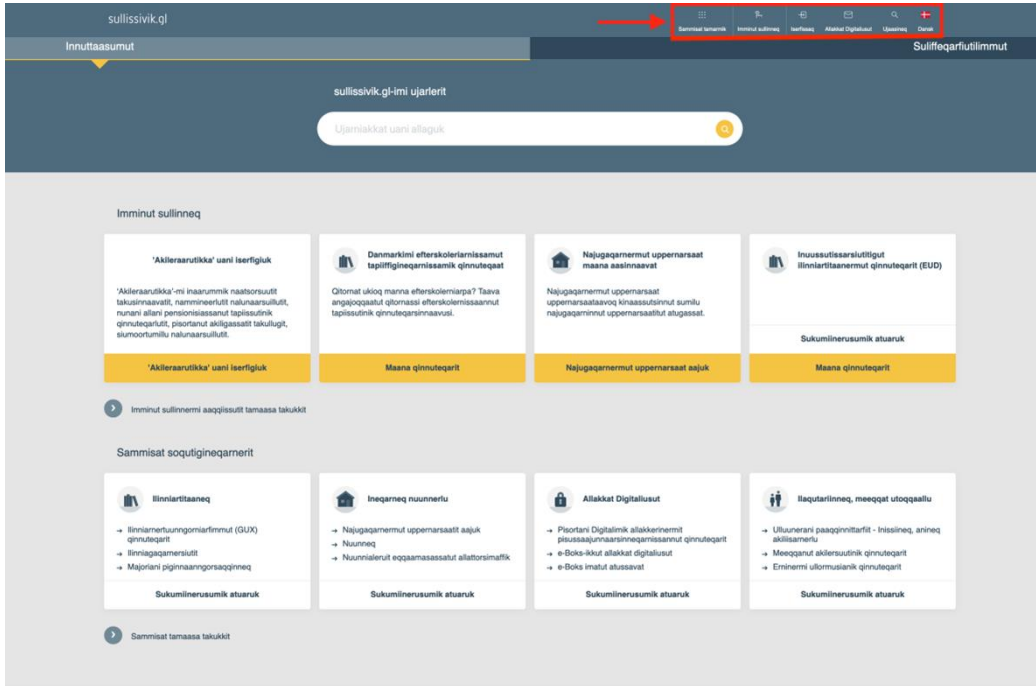 sullissivik.gl
Sammisat tamarmik Imminut sullinneq Iserfissaq Allakkat Digitaliusut Ujaasineq Dansk
Innuttaasumut
Suliffeqarfiutilimmut
sullissivik.gl-imi ujarlerit
Ujarniakkat uani allaguk
Imminut sullinneq
'Akileraarutikka' uani iserfigiuk
'Akileraarutikka'-mi inaarummik naatsorsuutit
takusinnaavatit, nammineerlutit nalunaarsuillutit,
nunani allani pensionisiassanut tapiissutinik
qinnuteqarlutit, pisortanut akiligassatit takullugit,
siumoortumillu nalunaarsuillutit.
'Akileraarutikka' uani iserfigiuk
Danmarkimi efterskoleriarnissamut
tapiiffigineqarnissamik qinnuteqaat
Qitornat ukioq manna efterskolerniarpa? Taava
angajoqqaatut qitornassi efterskolernissaannut
tapiissutinik qinnuteqarsinnaavusi.
Maana qinnuteqarit
Najugaqarnermut uppernarsaat
maana aasinnaavat
Najugaqarnermut uppernarsaat
uppernarsaataavoq kinaassutsinnut sumilu
najugaqarninnut uppernarsaatitut atugassat.
Najugaqarnermut uppernarsaat aajuk
Inuussutissarsiutitigut
ilinniartitaanermut qinnuteqarit (EUD)
Sukumiinerusumik atuaruk
Maana qinnuteqarit
Imminut sullinnermi aaqqiissutit tamaasa takukkit
Sammisat soqutigineqarnerit
Ilinniartitaaneq
→ Ilinniarnertuunngorniarfimmut (GUX)
qinnuteqarit
→ Ilinniagaqarnersiutit
→ Majoriani piginnaanngorsaqqinneq
Sukumiinerusumik atuaruk
Ineqarneq nuunnerlu
→ Najugaqarnermut uppernarsaatit aajuk
→ Nuunneq
→ Nuunnialeruit eqqaamasassatut allattorsimaffik
Sukumiinerusumik atuaruk
Allakkat Digitaliusut
→ Pisortani Digitalimik allakkerinermit
pisussaajunnaarsinneqarnissannut qinnuteqarit
→ e-Boks-ikkut allakkat digitaliusut
→ e-Boks imatut atussavat
Sukumiinerusumik atuaruk
Ilaqutariinneq, meeqqat utoqqaallu
→ Ulluunerani paaqqinnittarfiit - Inissiineq, anineq
akiliisarnerlu
→ Meeqqanut akilersuutinik qinnuteqarit
→ Erninermi ullormusianik qinnuteqarit
Sukumiinerusumik atuaruk
Sammisat tamaasa takukkit